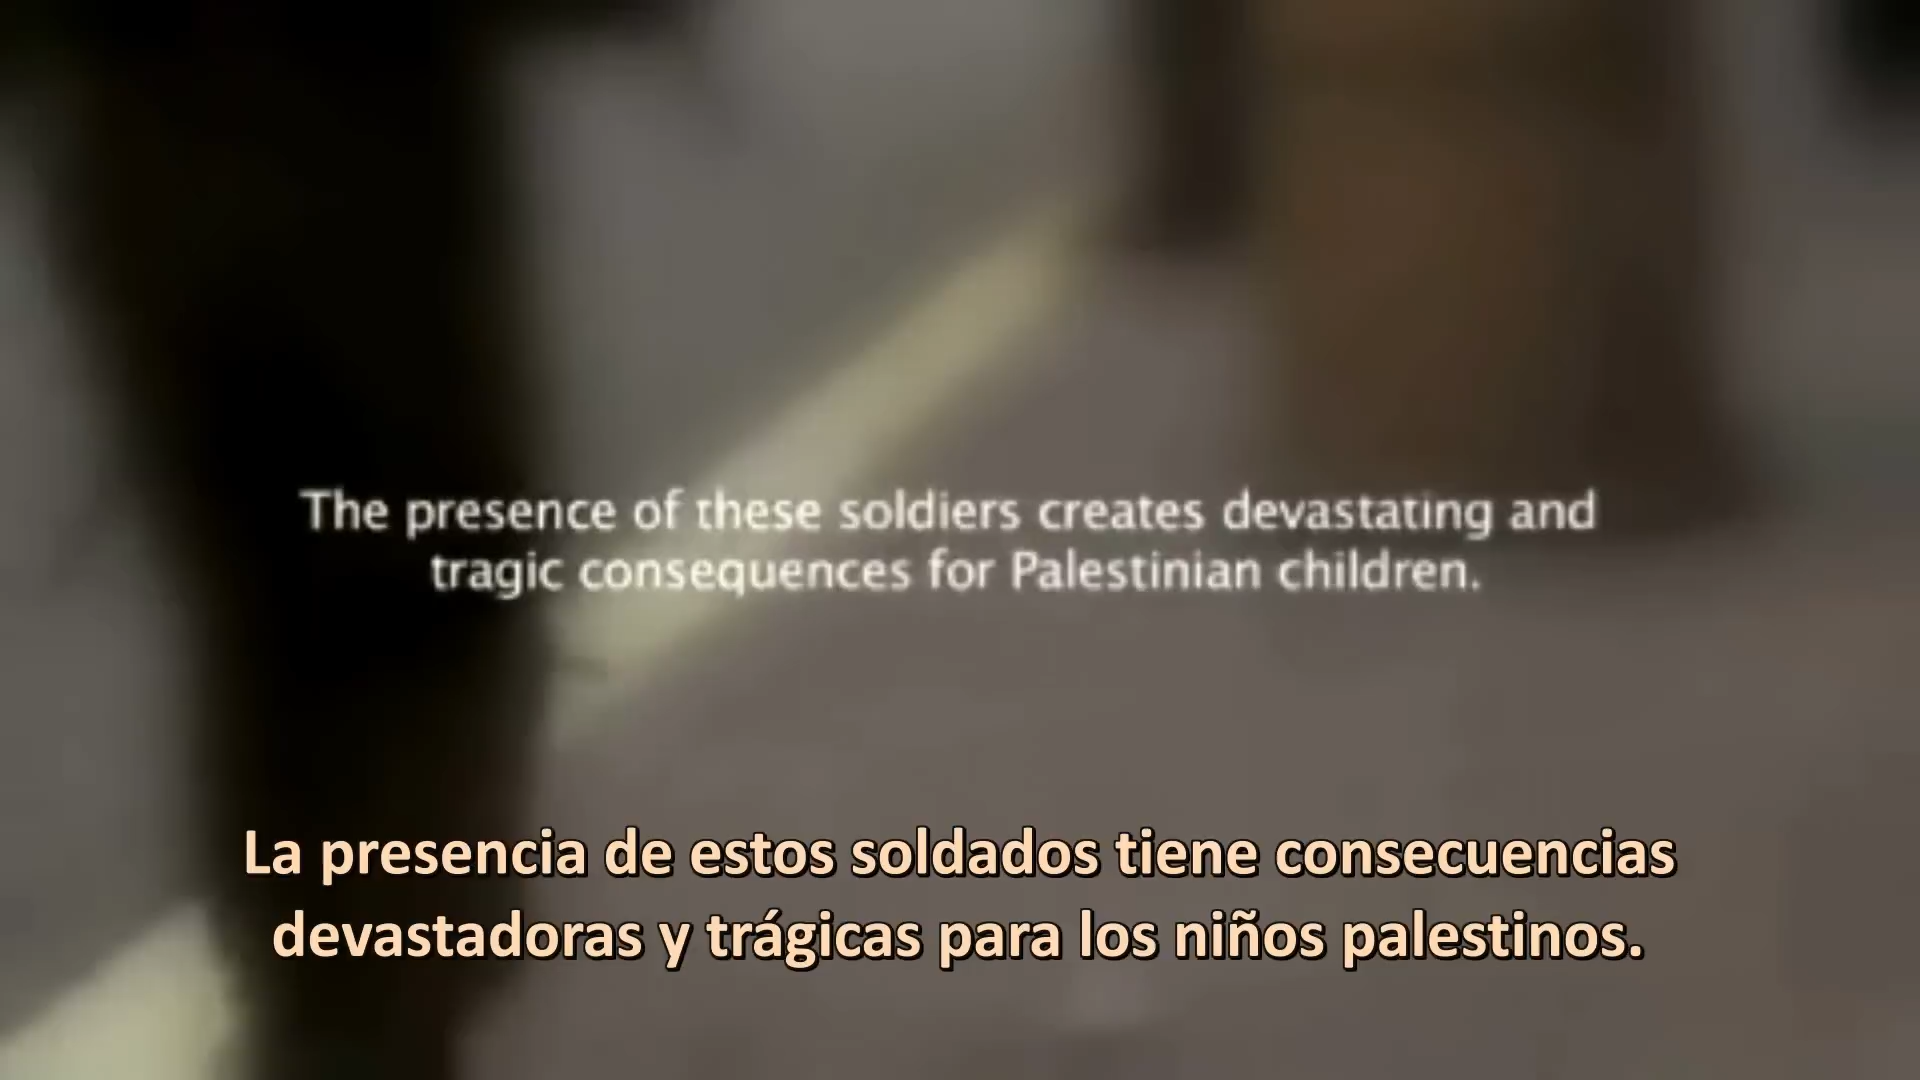 The presence of these soldiers creates devastating and
tragic consequences for Palestinian children.
La presencia de estos soldados tiene consecuencias
devastadoras y trágicas para los niños palestinos.